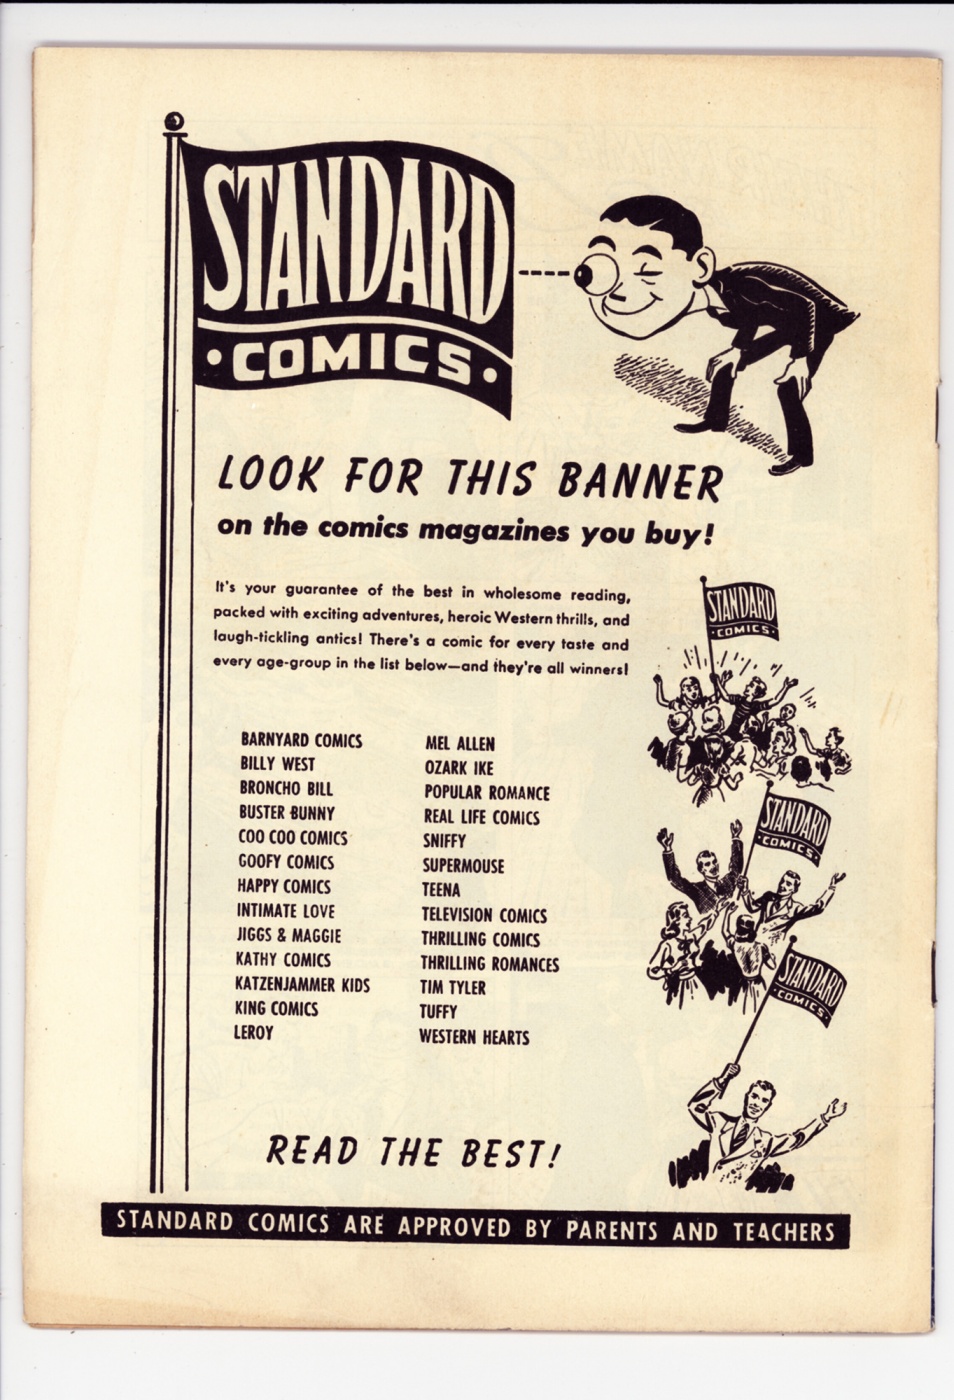 STANDARD
• COMICS •
LOOK FOR THIS BANNER
on the comics magazines you buy!
It's your guarantee of the best in wholesome reading,
packed with exciting adventures, heroic Western thrills, and
laugh-tickling antics! There's a comic for every taste and
every age-group in the list below—and they're all winners!
STANDARD
• COMICS •
BARNYARD COMICS
BILLY WEST
BRONCHO BILL
BUSTER BUNNY
COO COO COMICS
GOOFY COMICS
HAPPY COMICS
INTIMATE LOVE
JIGGS & MAGGIE
KATHY COMICS
KATZENJAMMER KIDS
KING COMICS
LEROY
MEL ALLEN
OZARK IKE
POPULAR ROMANCE
REAL LIFE COMICS
SNIFFY
SUPERMOUSE
TEENA
TELEVISION COMICS
THRILLING COMICS
THRILLING ROMANCES
TIM TYLER
TUFFY
WESTERN HEARTS
STANDARD
• COMICS •
STANDARD
• COMICS •
READ THE BEST!
STANDARD COMICS ARE APPROVED BY PARENTS AND TEACHERS